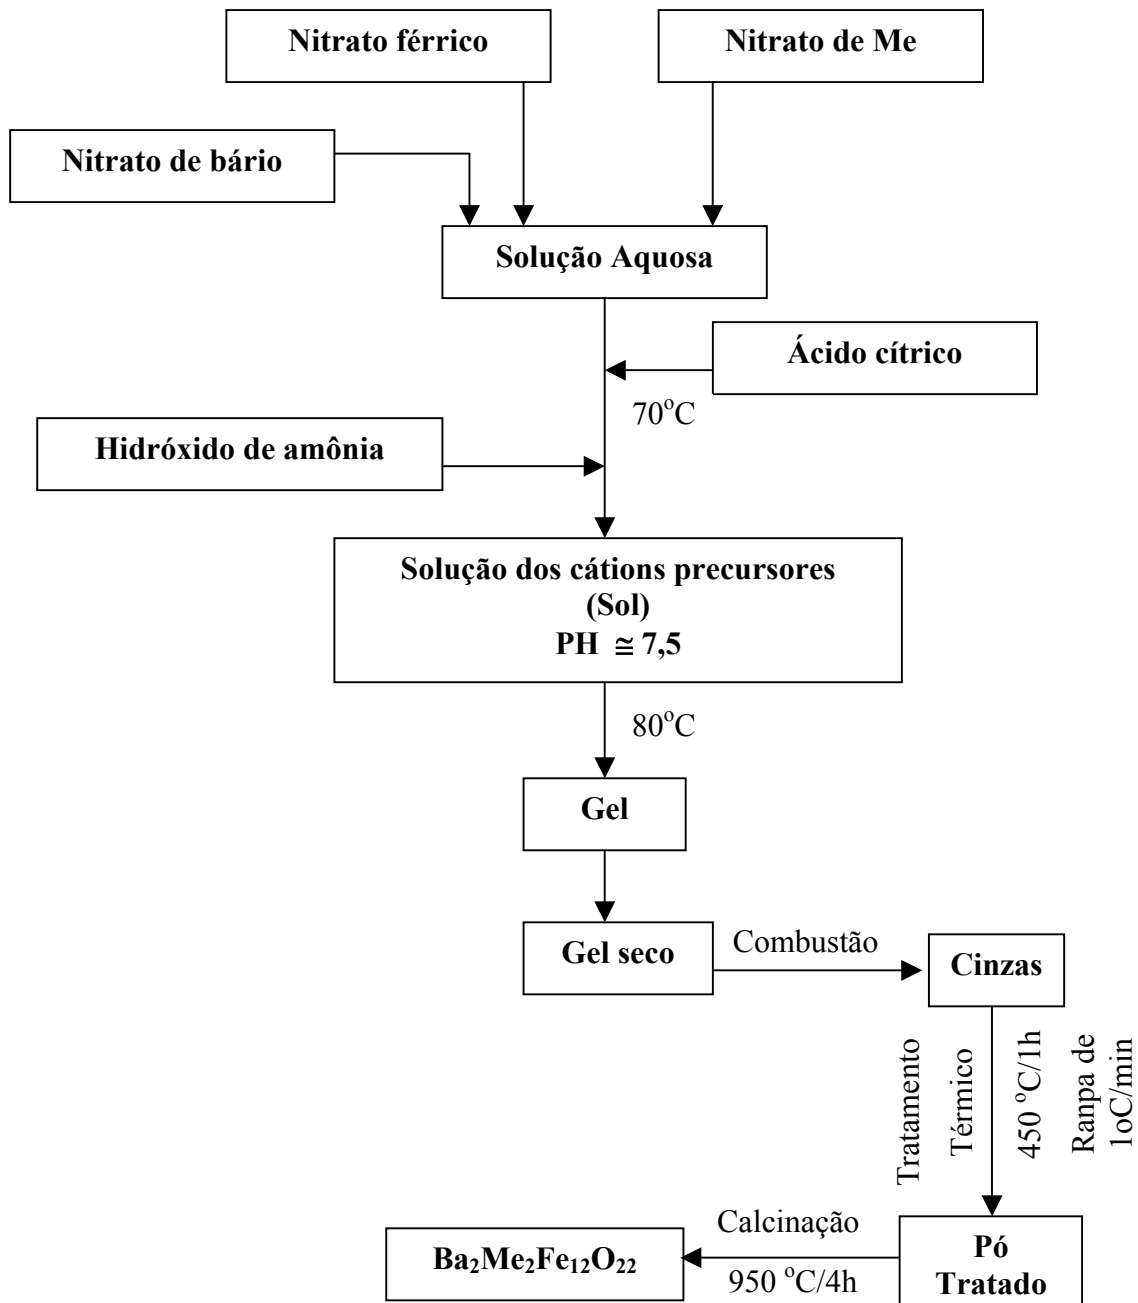 Nitrato férrico
Nitrato de Me
Nitrato de bário
Solução Aquosa
Ácido cítrico
70°C
Hidróxido de amônia
Solução dos cátions precursores
(Sol)
PH ≅ 7,5
80°C
Gel
Gel seco
Combustão
Cinzas
Tratamento
Térmico
450 °C/1h
Ranpa de
1oC/min
Calcinação
950 °C/4h
Pó
Tratado
Ba₂Me₂Fe₁₂O₂₂